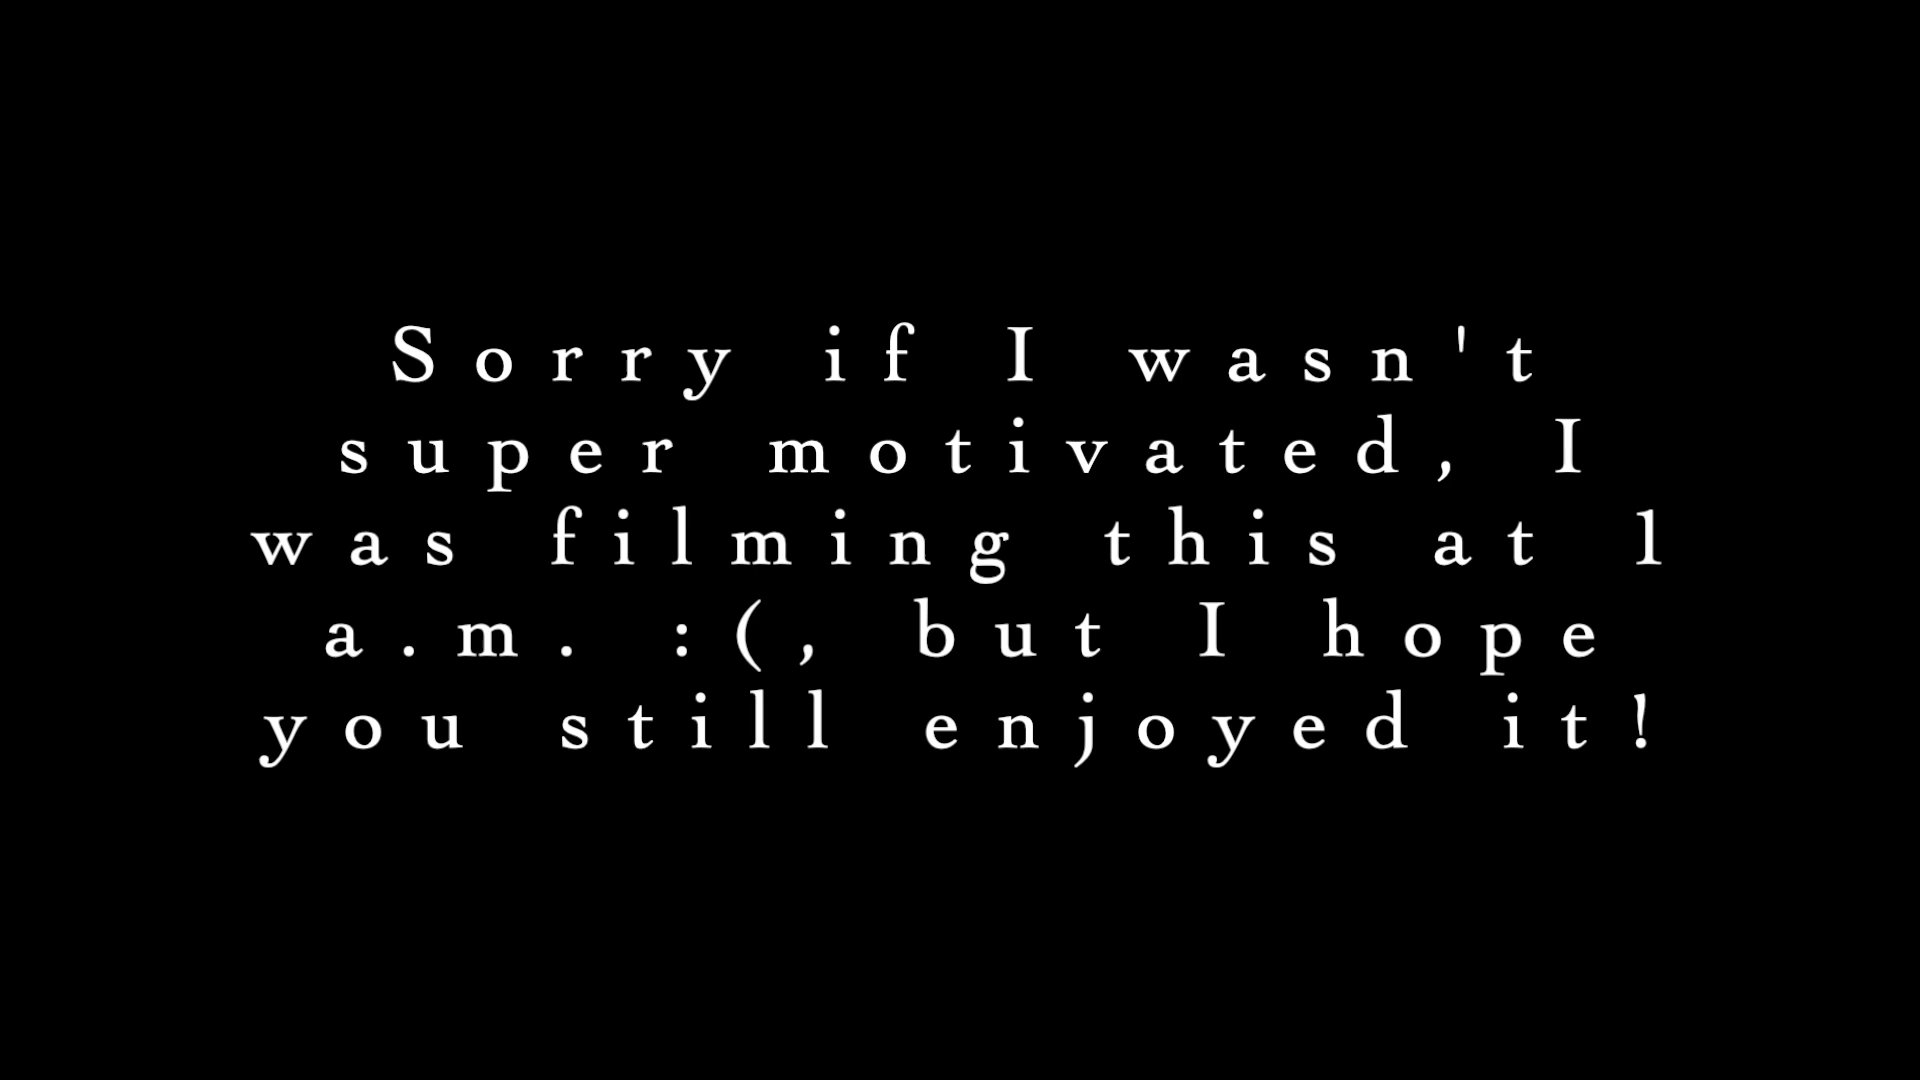 Sorry if I wasn't
super motivated, I
was filming this at 1
a.m. :(, but I hope
you still enjoyed it!